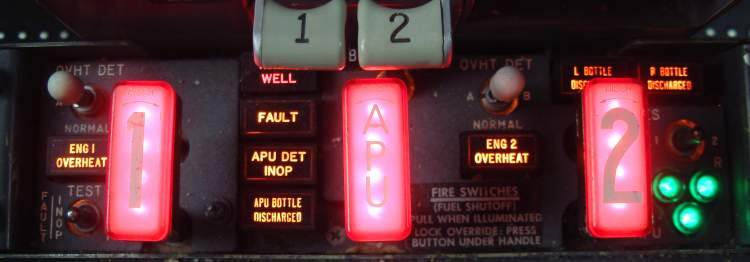 1
2
OVHT DET
A
NORMAL
ENG 1
OVERHEAT
TEST
FAULT
INOP
1
WELL
FAULT
APU DET
INOP
APU BOTTLE
DISCHARGED
APU
OVHT DET
A
B
NORMAL
ENG 2
OVERHEAT
FIRE SWITCHES
(FUEL SHUTOFF)
PULL WHEN ILLUMINATED
LOCK OVERRIDE: PRESS
BUTTON UNDER HANDLE
L BOTTLE
DISCHARGED
R BOTTLE
DISCHARGED
2
1
2
R